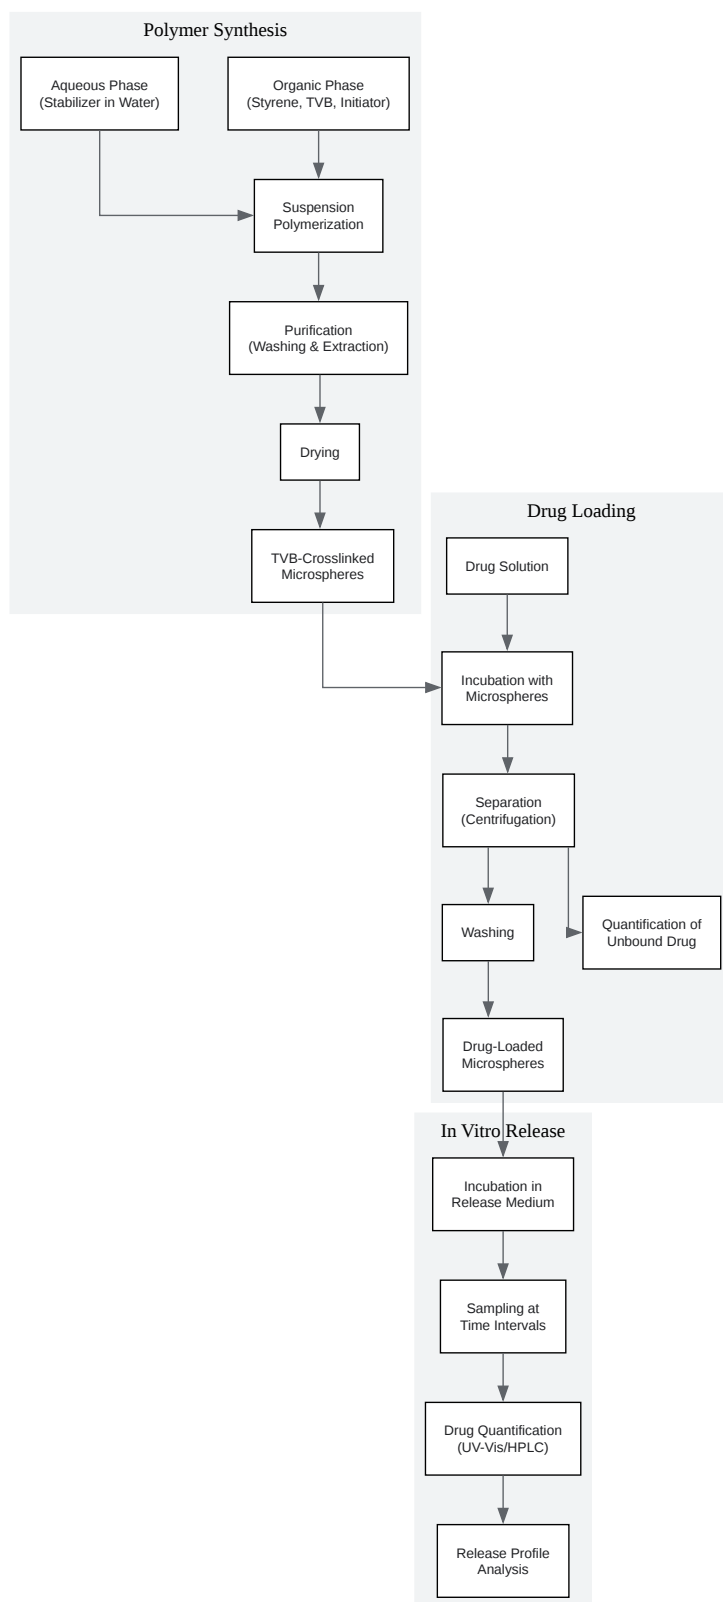 Polymer Synthesis
Aqueous Phase
(Stabilizer in Water)
Organic Phase
(Styrene, TVB, Initiator)
Suspension
Polymerization
Purification
(Washing & Extraction)
Drying
TVB-Crosslinked
Microspheres
Drug Loading
Drug Solution
Incubation with
Microspheres
Separation
(Centrifugation)
Washing
Quantification of
Unbound Drug
Drug-Loaded
Microspheres
In Vitro Release
Incubation in
Release Medium
Sampling at
Time Intervals
Drug Quantification
(UV-Vis/HPLC)
Release Profile
Analysis